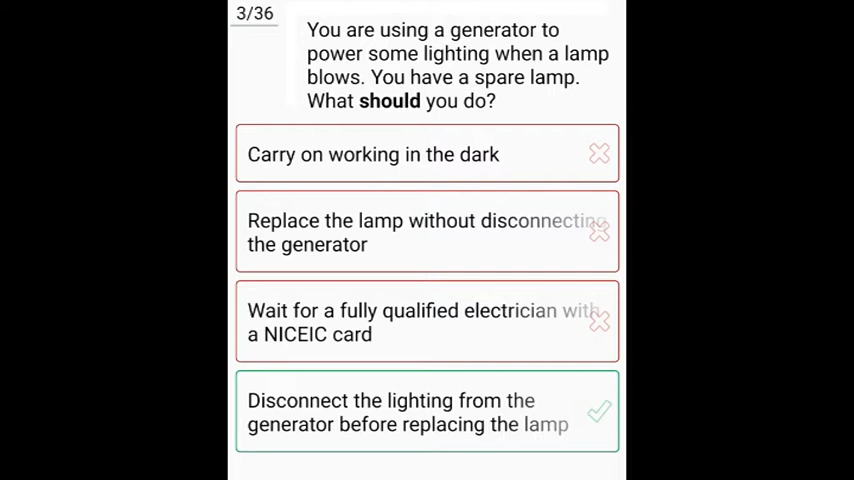 3/36
You are using a generator to
power some lighting when a lamp
blows. You have a spare lamp.
What should you do?
Carry on working in the dark
Replace the lamp without disconnecting
the generator
Wait for a fully qualified electrician with
a NICEIC card
Disconnect the lighting from the
generator before replacing the lamp